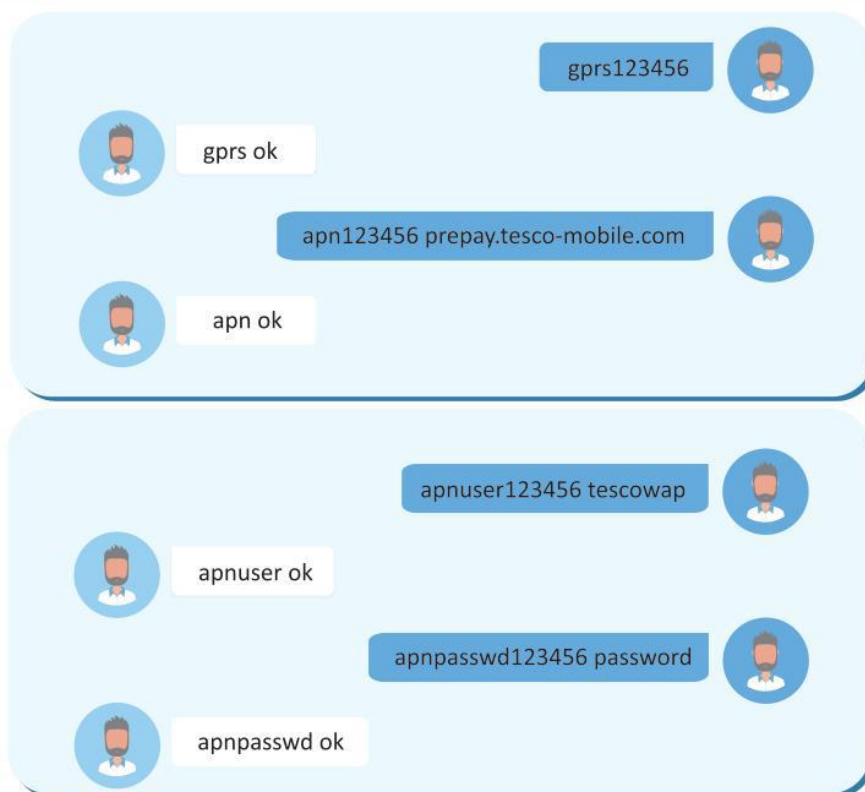 gprs123456
gprs ok
apn123456 prepay.tesco-mobile.com
apn ok
apnuser123456 tescowap
apnuser ok
apnpasswd123456 password
apnpasswd ok